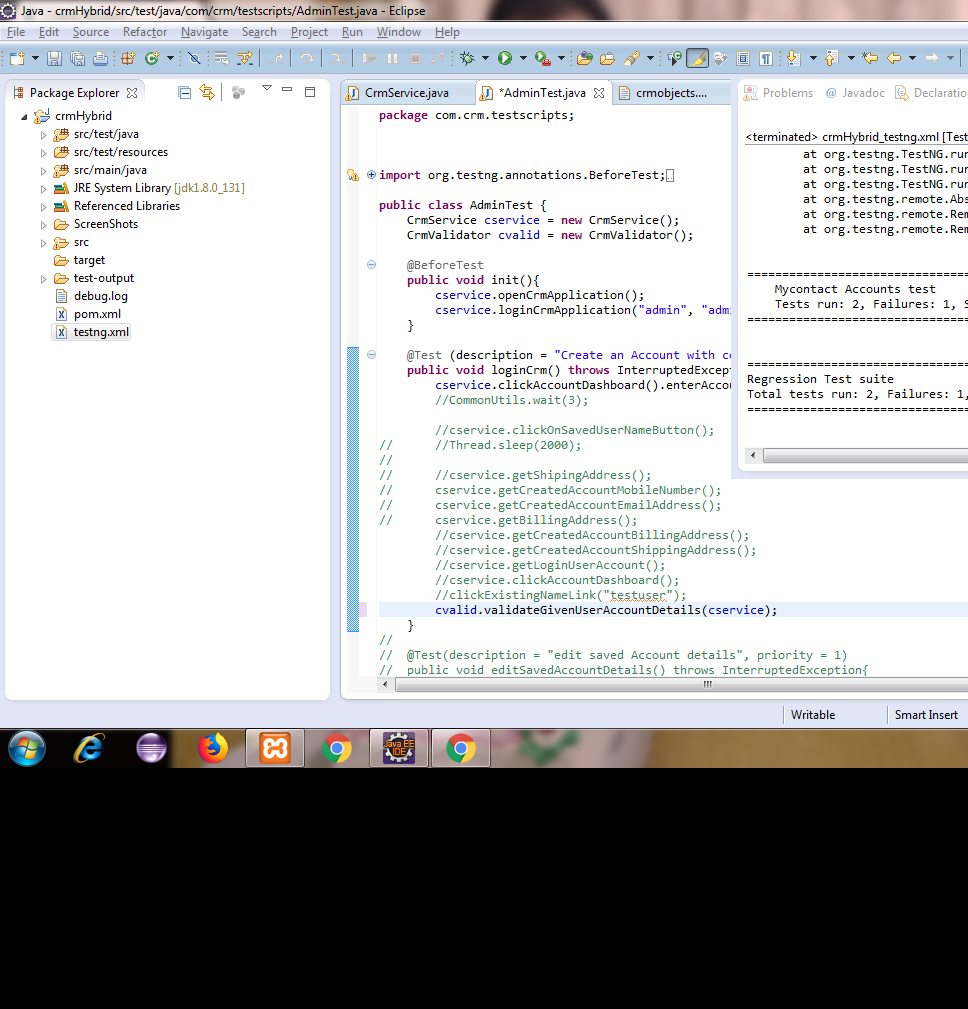 Java - crmHybrid/src/test/java/com/crm/testscripts/AdminTest.java - Eclipse
File Edit Source Refactor Navigate Search Project Run Window Help
Package Explorer
crmHybrid
src/test/java
src/test/resources
src/main/java
JRE System Library [jdk1.8.0_131]
Referenced Libraries
ScreenShots
src
target
test-output
debug.log
pom.xml
testng.xml
CrmService.java *AdminTest.java crmobjects....
package com.crm.testscripts;
import org.testng.annotations.BeforeTest;
public class AdminTest {
CrmService cservice = new CrmService();
CrmValidator cvalid = new CrmValidator();
@BeforeTest
public void init(){
cservice.openCrmApplication();
cservice.loginCrmApplication("admin", "adm
}
@Test (description = "Create an Account with c
public void loginCrm() throws InterruptedExcep
cservice.clickAccountDashboard().enterAccou
//CommonUtils.wait(3);
//cservice.clickOnSavedUserNameButton();
// //Thread.sleep(2000);
//
// //cservice.getShipingAddress();
// cservice.getCreatedAccountMobileNumber();
// cservice.getCreatedAccountEmailAddress();
// cservice.getBillingAddress();
//cservice.getCreatedAccountBillingAddress();
//cservice.getCreatedAccountShippingAddress();
//cservice.getLoginUserAccount();
//cservice.clickAccountDashboard();
//clickExistingNameLink("testuser");
cvalid.validateGivenUserAccountDetails(cservice);
}
//
// @Test(description = "edit saved Account details", priority = 1)
// public void editSavedAccountDetails() throws InterruptedException{
Problems @ Javadoc Declaratio
<terminated> crmHybrid_testng.xml [Test
at org.testng.TestNG.run
at org.testng.TestNG.run
at org.testng.TestNG.run
at org.testng.remote.Abs
at org.testng.remote.Rem
at org.testng.remote.Rem
===============================
Mycontact Accounts test
Tests run: 2, Failures: 1, S
===============================
===============================
Regression Test suite
Total tests run: 2, Failures: 1,
===============================
Writable Smart Insert
Java EE
IDE